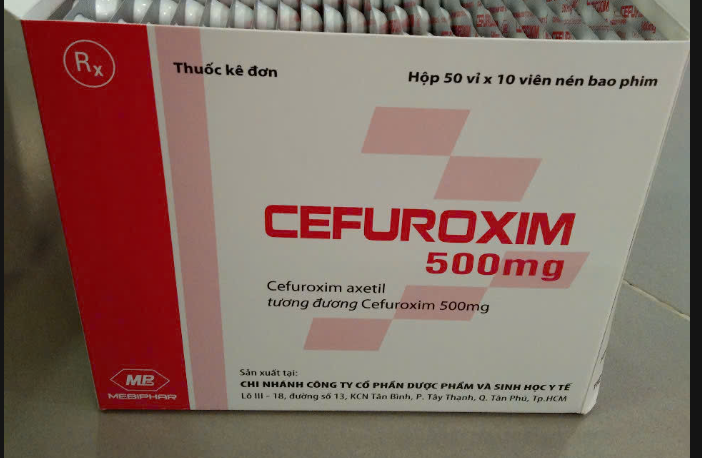 Rx
Thuốc kê đơn
Hộp 50 vỉ x 10 viên nén bao phim
CEFUROXIM
500mg
Cefuroxim axetil
tương đương Cefuroxim 500mg
Sản xuất tại:
CHI NHÁNH CÔNG TY CỔ PHẦN DƯỢC PHẨM VÀ SINH HỌC Y TẾ
Lô III - 18, đường số 13, KCN Tân Bình, P. Tây Thạnh, Q. Tân Phú, Tp.HCM
MP
MEBIPHAR